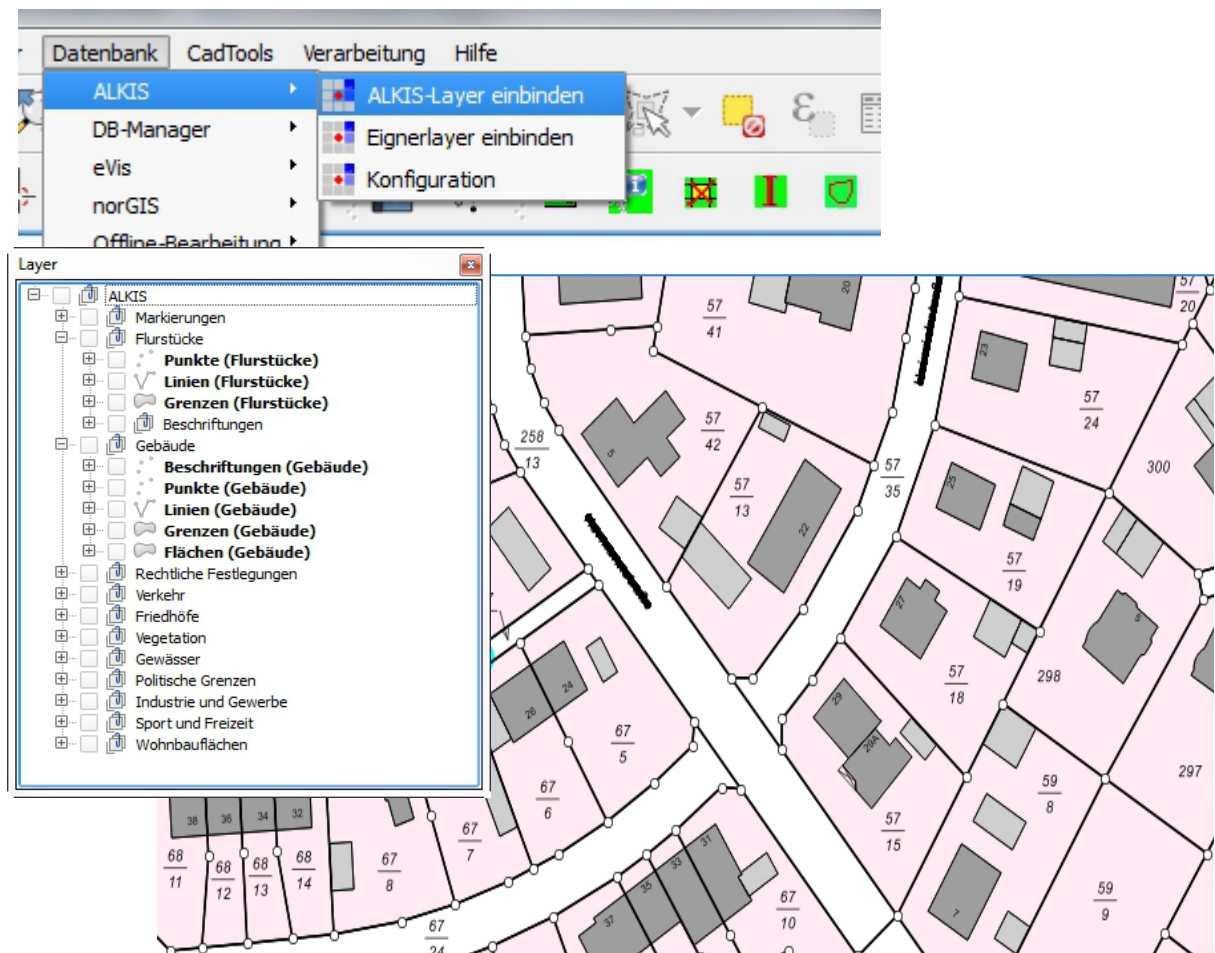 Datenbank CadTools Verarbeitung Hilfe
ALKIS
DB-Manager
eVis
norGIS
Offline-Bearbeitung
ALKIS-Layer einbinden
Eignerlayer einbinden
Konfiguration
Layer
ALKIS
Markierungen
Flurstücke
Punkte (Flurstücke)
Linien (Flurstücke)
Grenzen (Flurstücke)
Beschriftungen
Gebäude
Beschriftungen (Gebäude)
Punkte (Gebäude)
Linien (Gebäude)
Grenzen (Gebäude)
Flächen (Gebäude)
Rechtliche Festlegungen
Verkehr
Friedhöfe
Vegetation
Gewässer
Politische Grenzen
Industrie und Gewerbe
Sport und Freizeit
Wohnbauflächen
57
20
20
57
41
23
57
24
57
42
5
258
13
300
57
35
57
13
25
22
57
19
27
5
57
18
298
24
26
29
29A
67
5
297
59
8
67
6
57
15
38
36
34
32
67
7
31
33
35
37
68
11
68
12
68
13
68
14
67
8
67
10
7
59
9
67
24